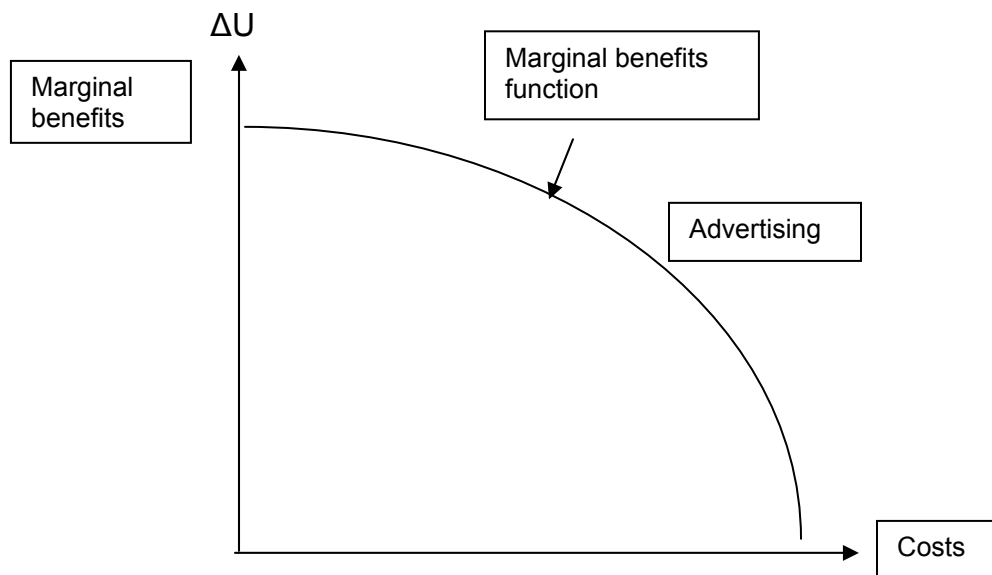 ΔU
Marginal
benefits
Marginal benefits
function
Advertising
Costs